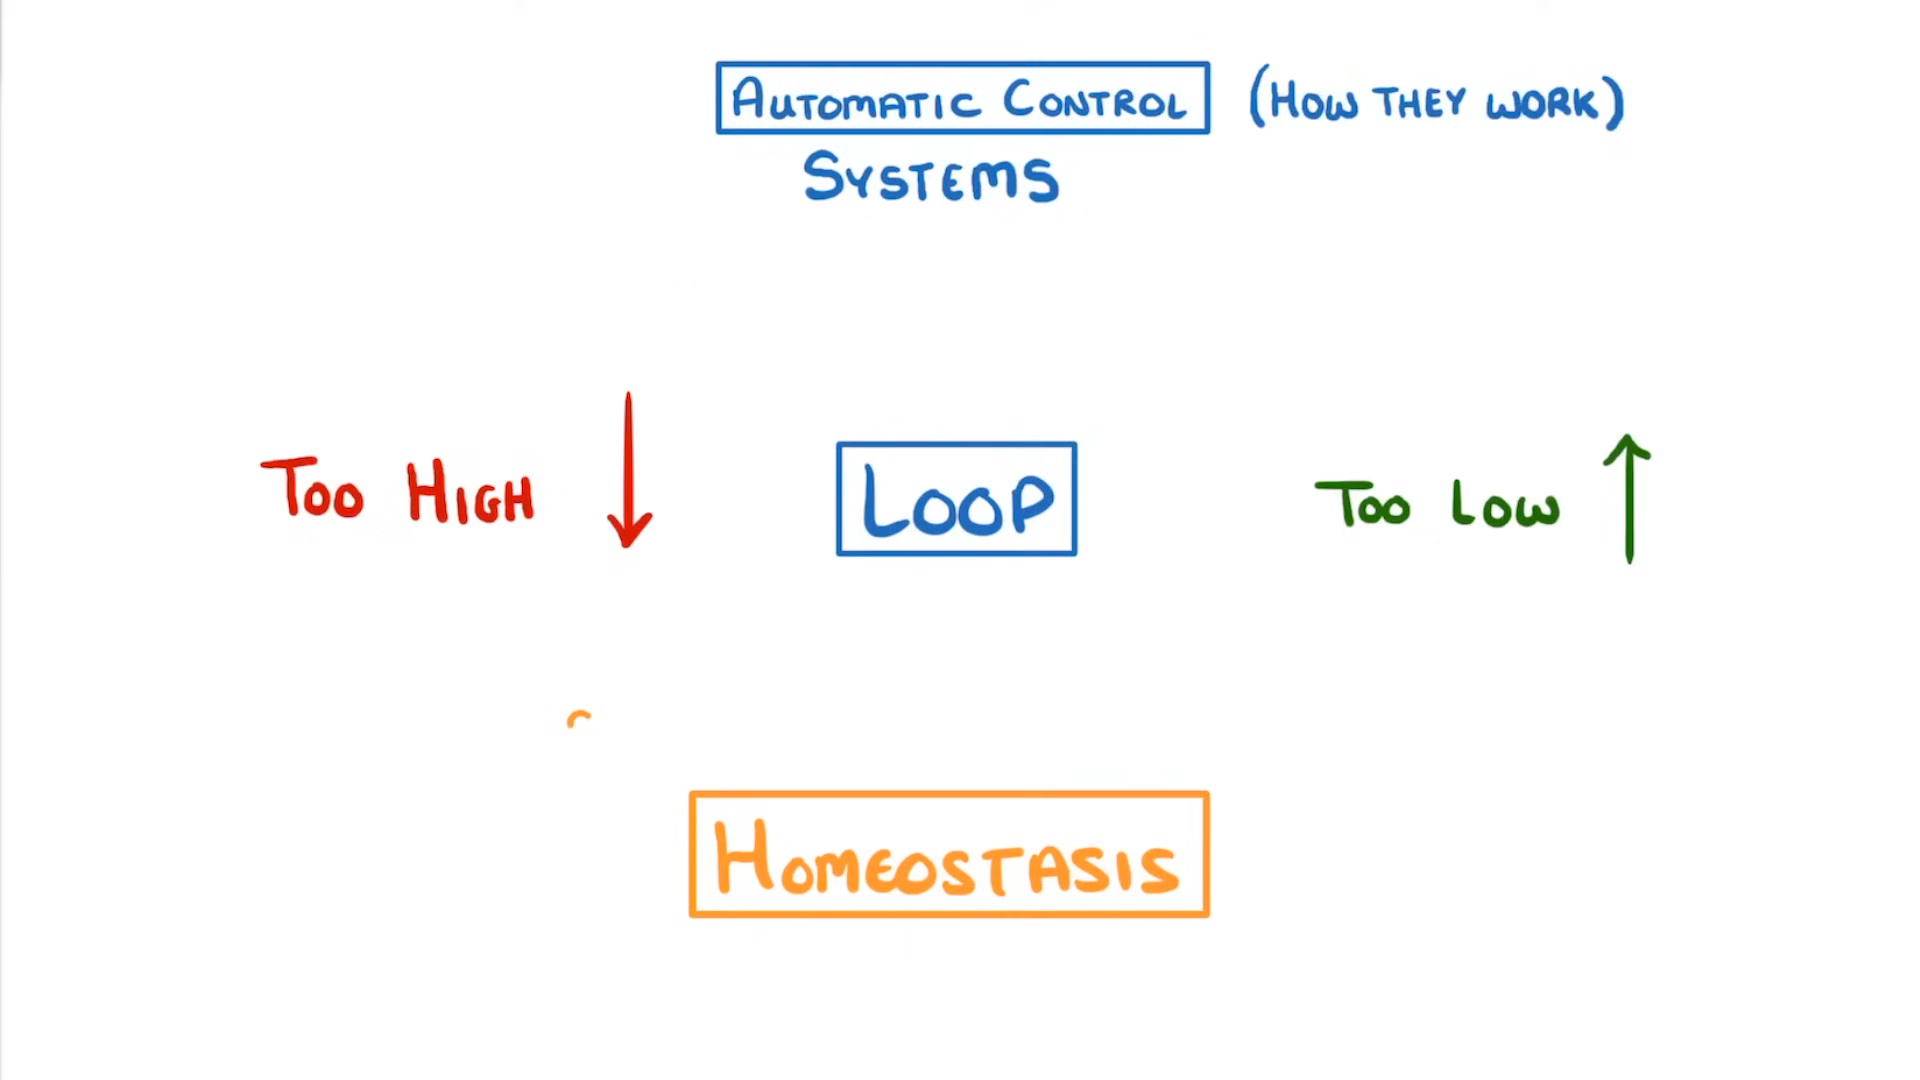 AUTOMATIC CONTROL (HOW THEY WORK)
SYSTEMS
TOO HIGH LOOP TOO LOW
HOMEOSTASIS